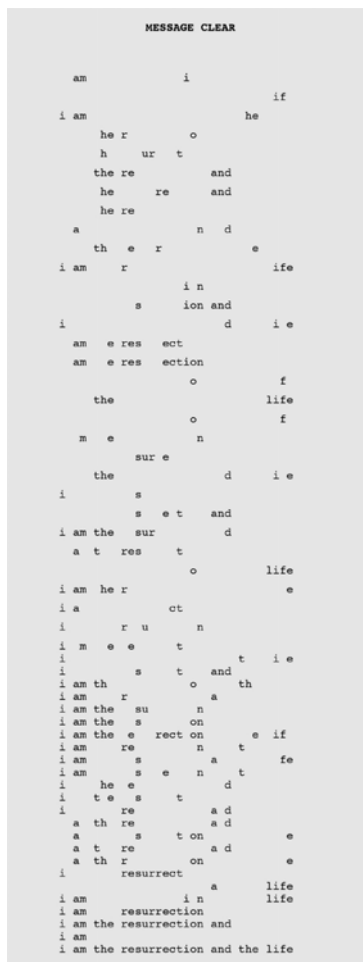 MESSAGE CLEAR
am i
if
i am he
he r o
h ur t
the re and
he re and
he re
a n d
th e r e
i am r ife
i n
s ion and
i d i e
am e res ect
am e res ection
o f
the life
o f
m e n
sur e
the d i e
i s
s e t and
i am the sur d
a t res t
o life
i am he r e
i a ct
i r u n
i m e e t
i t i e
i s t and
i am th o th
i am r a
i am the su n
i am the s on
i am the e rect on e if
i am re n t
i am s a fe
i am s e n t
i he e d
i t e s t
i re a d
a th re a d
a s t on e
a t re a d
a th r on e
i resurrect
a life
i am i n life
i am resurrection
i am the resurrection and
i am
i am the resurrection and the life